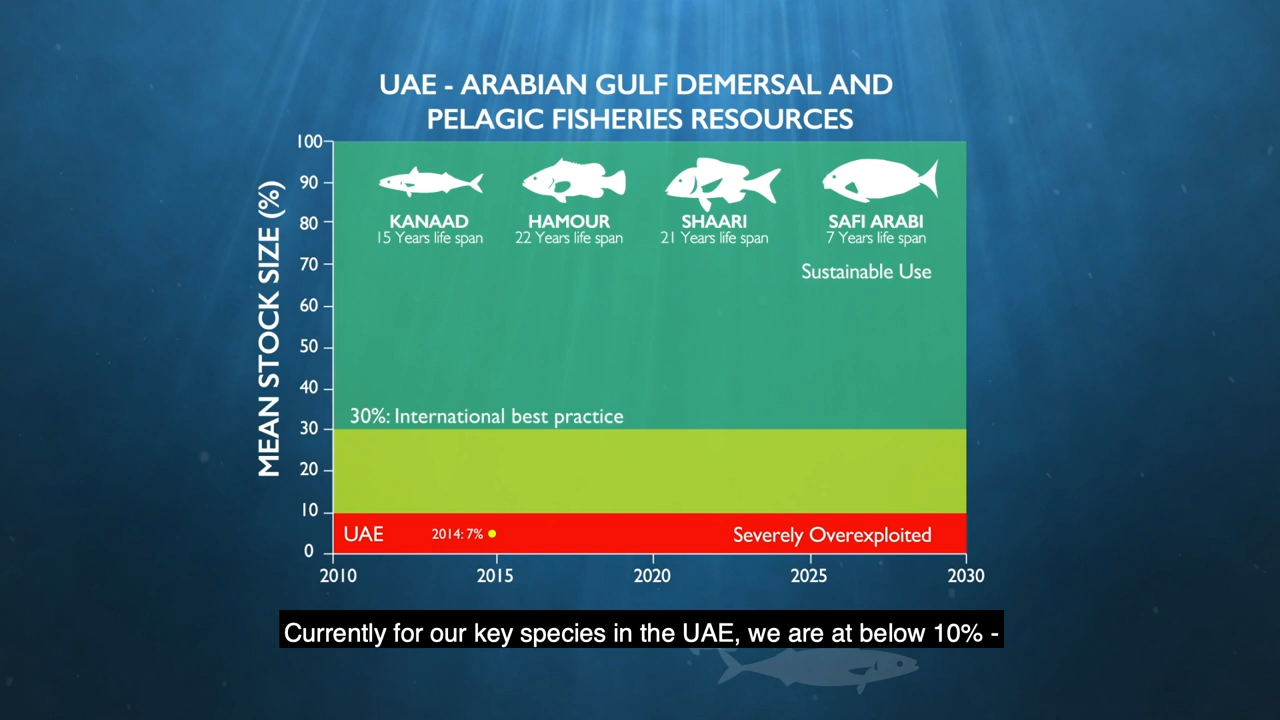 UAE - ARABIAN GULF DEMERSAL AND
PELAGIC FISHERIES RESOURCES
MEAN STOCK SIZE (%)
100
90
80
70
60
50
40
30
20
10
0
KANAAD
15 Years life span
HAMOUR
22 Years life span
SHAARI
21 Years life span
SAFI ARABI
7 Years life span
Sustainable Use
30%: International best practice
UAE
2014: 7%
Severely Overexploited
2010
2015
2020
2025
2030
Currently for our key species in the UAE, we are at below 10% -